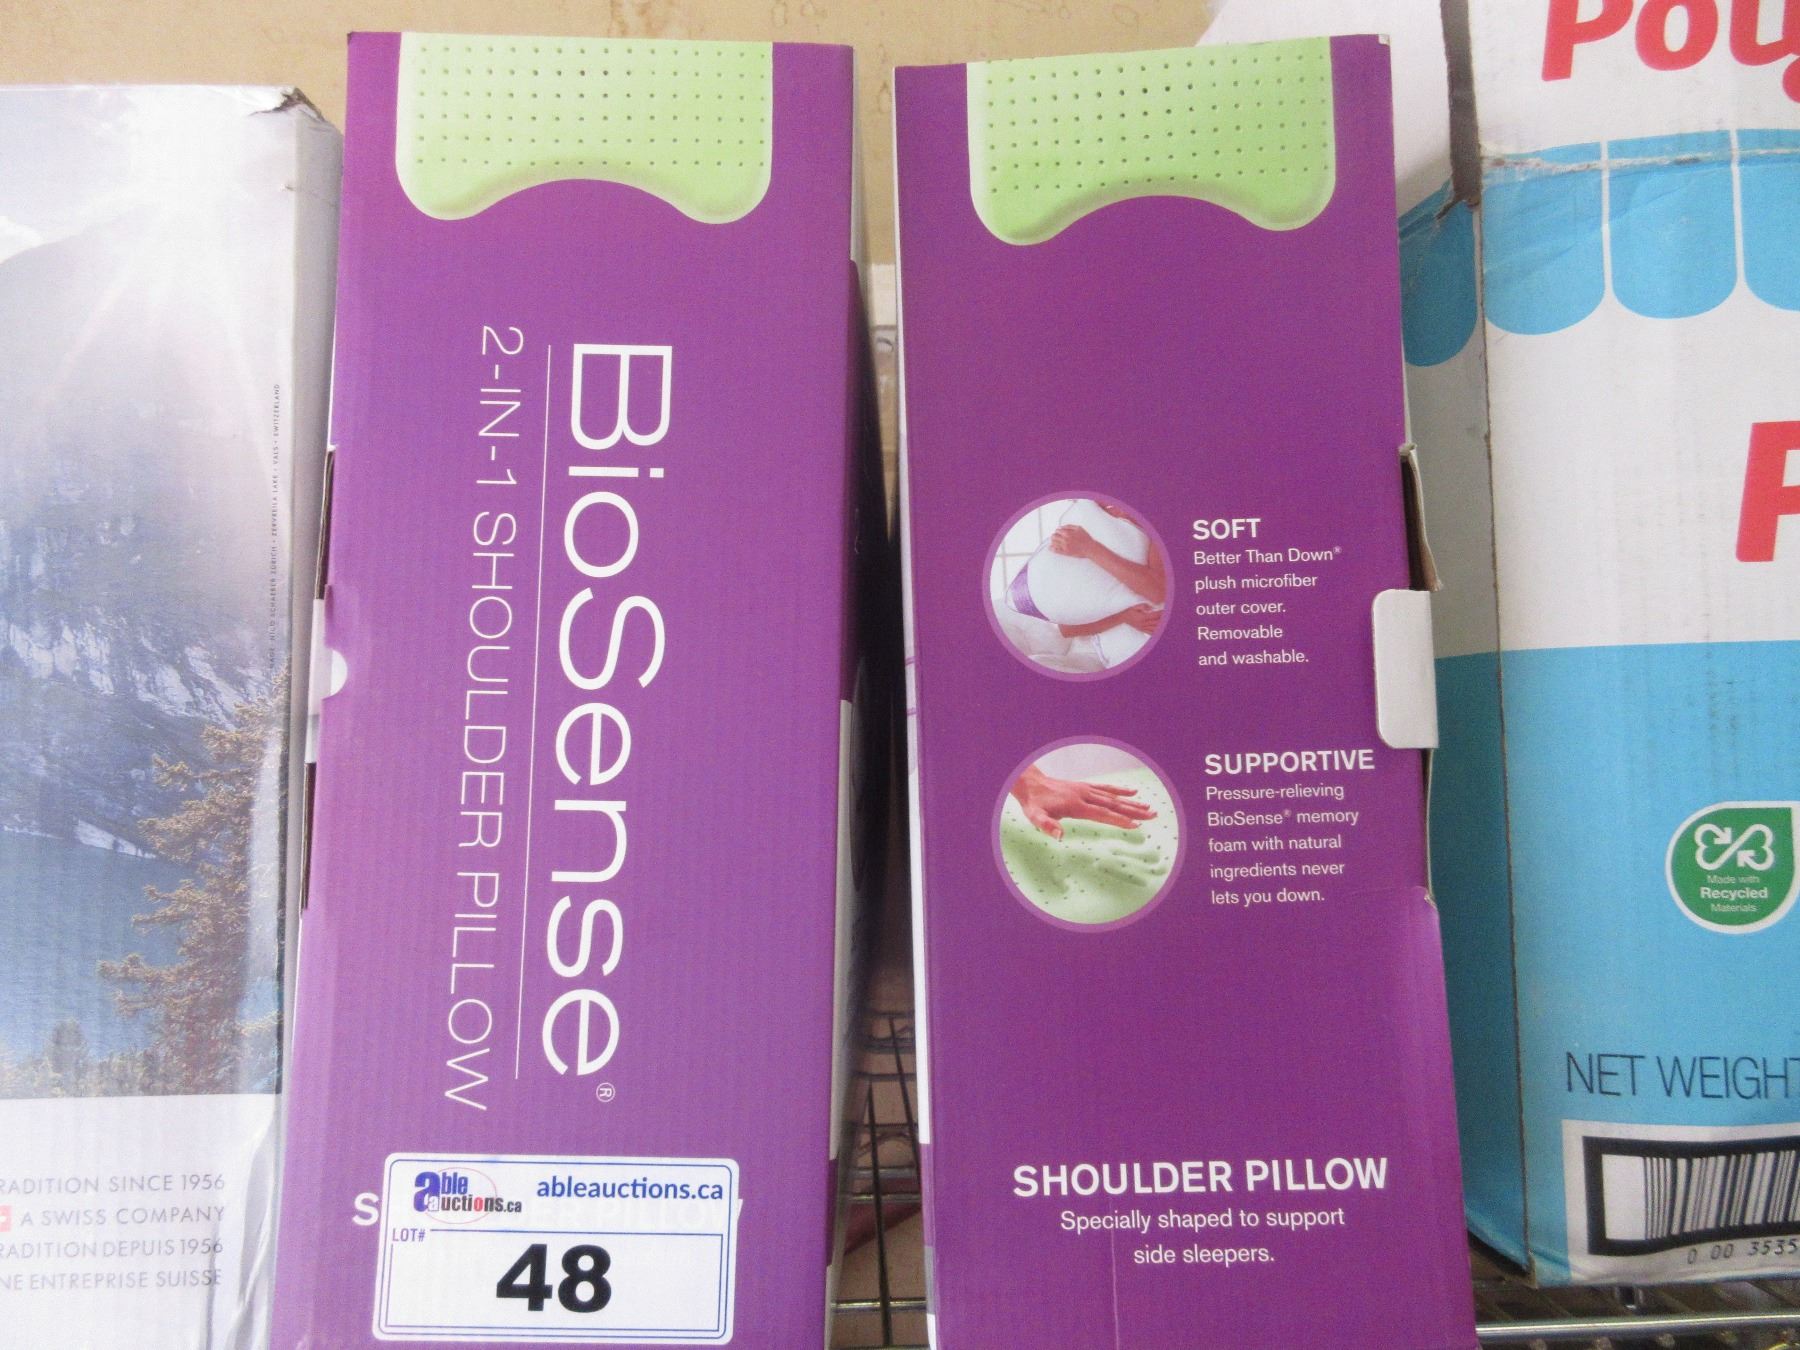 RADITION SINCE 1956
A SWISS COMPANY
RADITION DEPUIS 1956
NE ENTREPRISE SUISSE
BioSense®
2-IN-1 SHOULDER PILLOW
able auctions.ca
ableauctions.ca
LOT#
48
SOFT
Better Than Down®
plush microfiber
outer cover.
Removable
and washable.
SUPPORTIVE
Pressure-relieving
BioSense® memory
foam with natural
ingredients never
lets you down.
SHOULDER PILLOW
Specially shaped to support
side sleepers.
Made with
Recycled
Materials
NET WEIGHT
0 00 3535